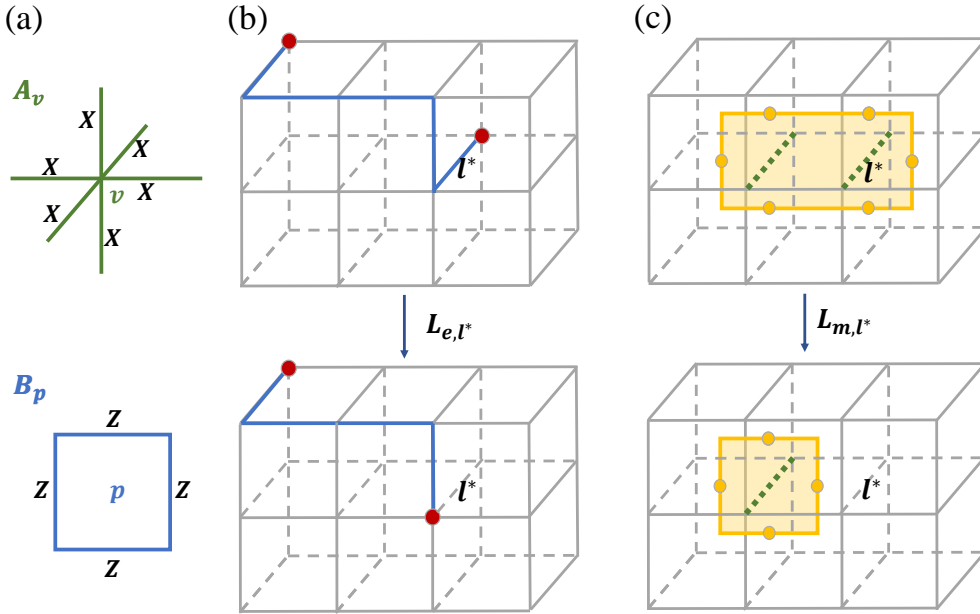 (a)
(b)
(c)
A_v
X
X
X
X
v
X
X
l*
l*
L_{e,l*}
L_{m,l*}
B_p
Z
Z
p
Z
Z
l*
l*